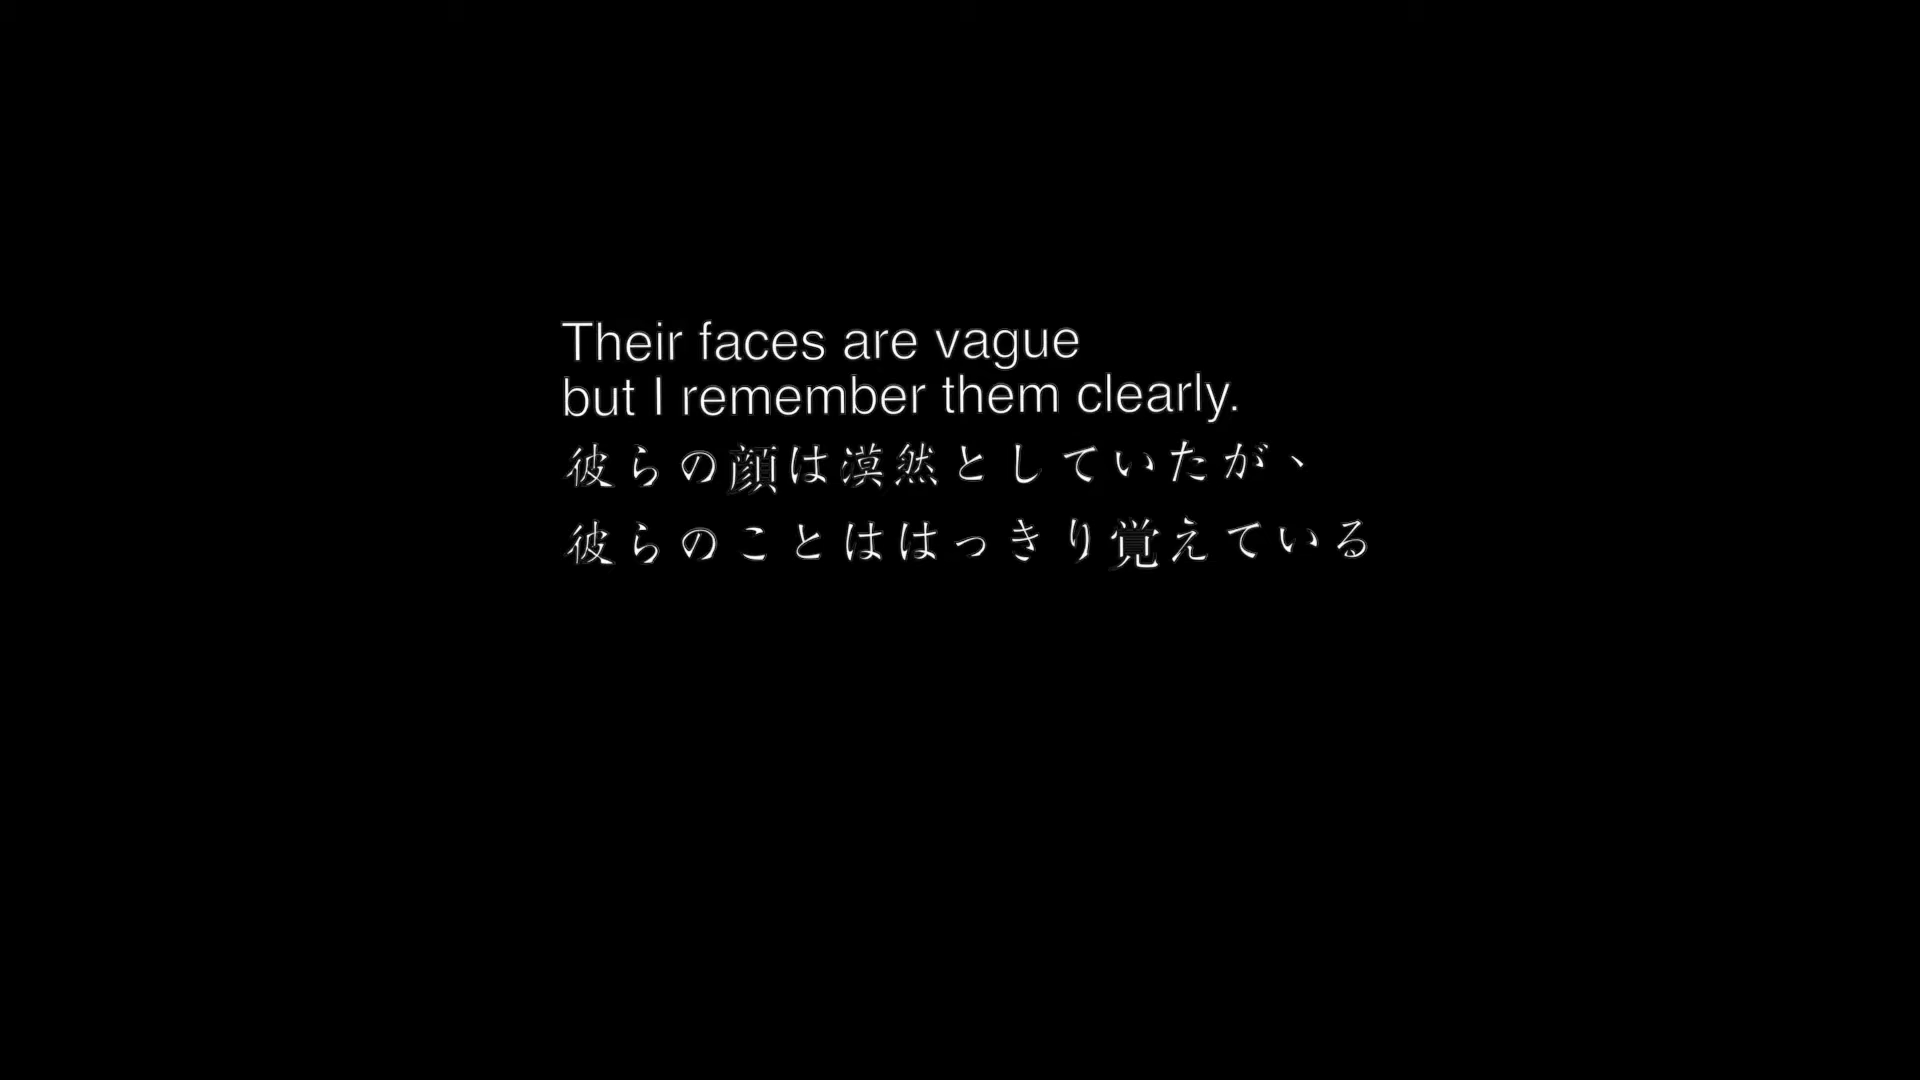 Their faces are vague
but I remember them clearly.
彼らの顔は漠然としていたが、
彼らのことははっきり覚えている